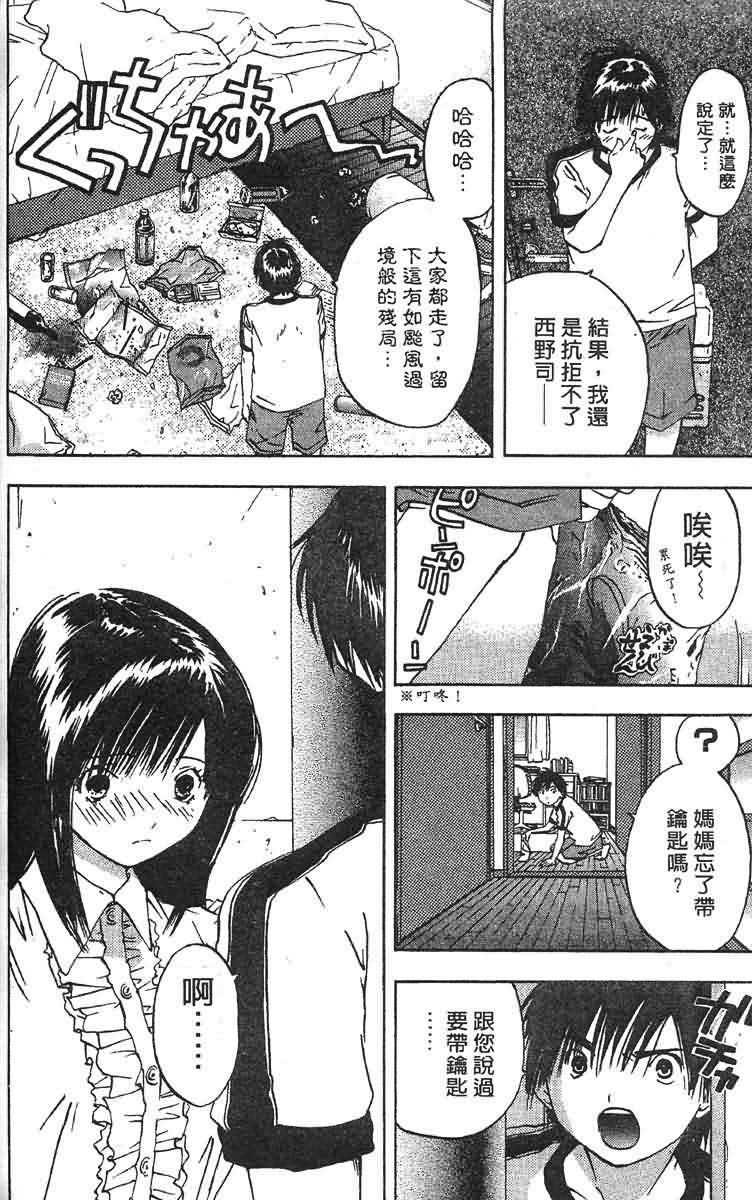 就…就這麼
說定了…
結果，我還
是抗拒不了
西野司——
哈哈哈…
大家都走了，留
下這有如颱風過
境般的殘局…
ぐっちゃあ～
唉唉～
累死了！
ピーンポーン
※叮咚！
？
媽媽忘了帶
鑰匙嗎？
ガチャ
跟您說過
要帶鑰匙
……
啊……